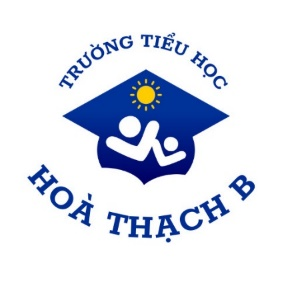 TRƯỜNG TIỂU HỌC
HOÀ THẠCH B